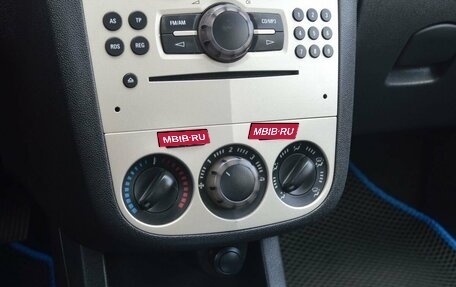 AS TP
FM/AM CD/MP3
RDS REG
MBIB-RU MBIB-RU